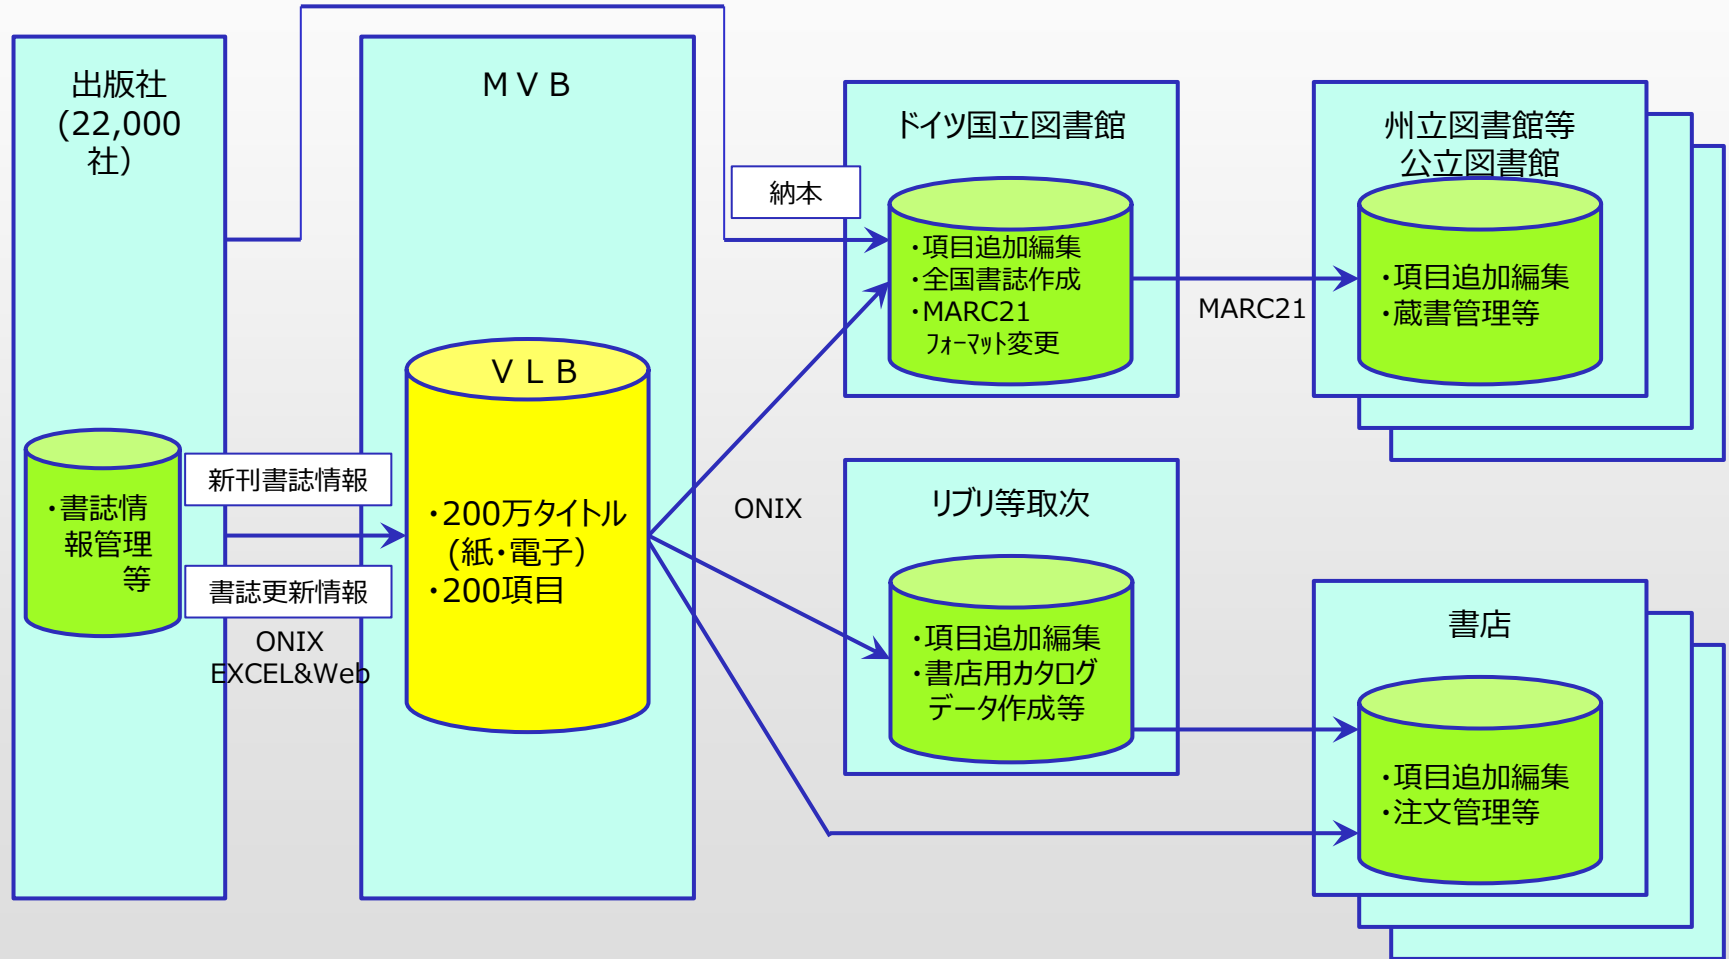 出版社
(22,000
社)
・書誌情
報管理
等
新刊書誌情報
書誌更新情報
ONIX
EXCEL&Web
ＭＶＢ
ＶＬＢ
・200万タイトル
(紙・電子）
・200項目
納本
ONIX
ドイツ国立図書館
・項目追加編集
・全国書誌作成
・MARC21
フォーマット変更
MARC21
州立図書館等
公立図書館
・項目追加編集
・蔵書管理等
リブリ等取次
・項目追加編集
・書店用カタログ
データ作成等
書店
・項目追加編集
・注文管理等